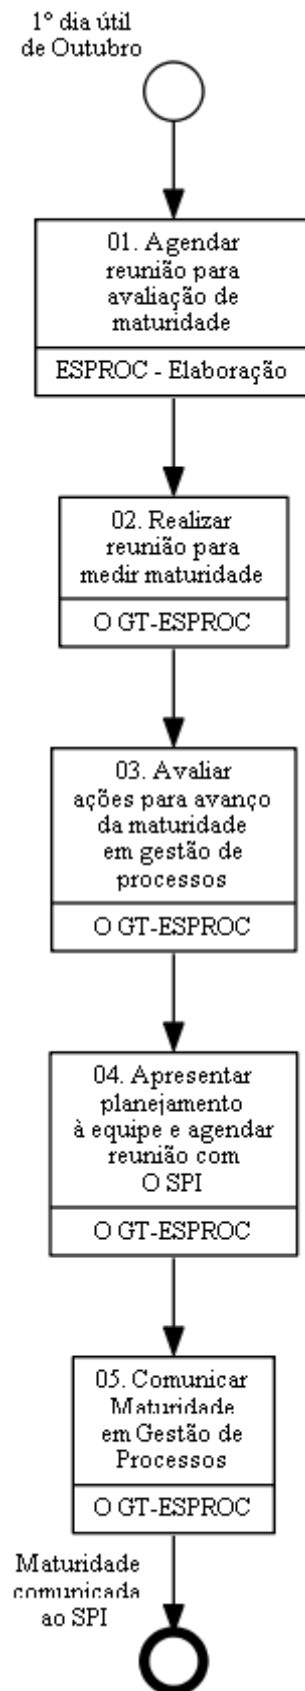 1º dia útil
de Outubro
01. Agendar
reunião para
avaliação de
maturidade
ESPROC - Elaboração
02. Realizar
reunião para
medir maturidade
O GT-ESPROC
03. Avaliar
ações para avanço
da maturidade
em gestão de
processos
O GT-ESPROC
04. Apresentar
planejamento
à equipe e agendar
reunião com
O SPI
O GT-ESPROC
05. Comunicar
Maturidade
em Gestão de
Processos
O GT-ESPROC
Maturidade
comunicada
ao SPI